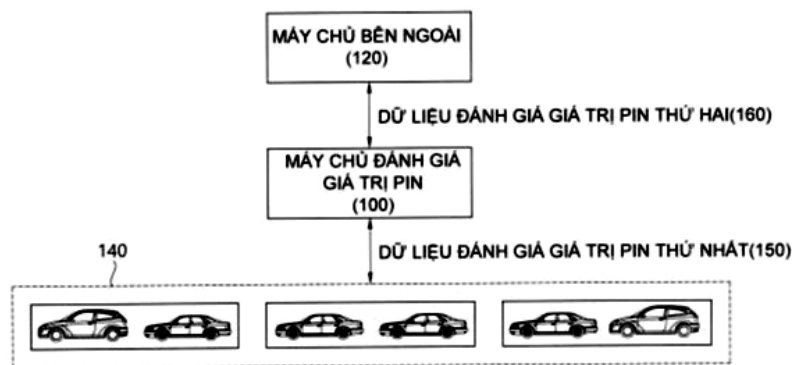 MÁY CHỦ BÊN NGOÀI
(120)
DỮ LIỆU ĐÁNH GIÁ GIÁ TRỊ PIN THỨ HAI(160)
MÁY CHỦ ĐÁNH GIÁ
GIÁ TRỊ PIN
(100)
140
DỮ LIỆU ĐÁNH GIÁ GIÁ TRỊ PIN THỨ NHẤT(150)